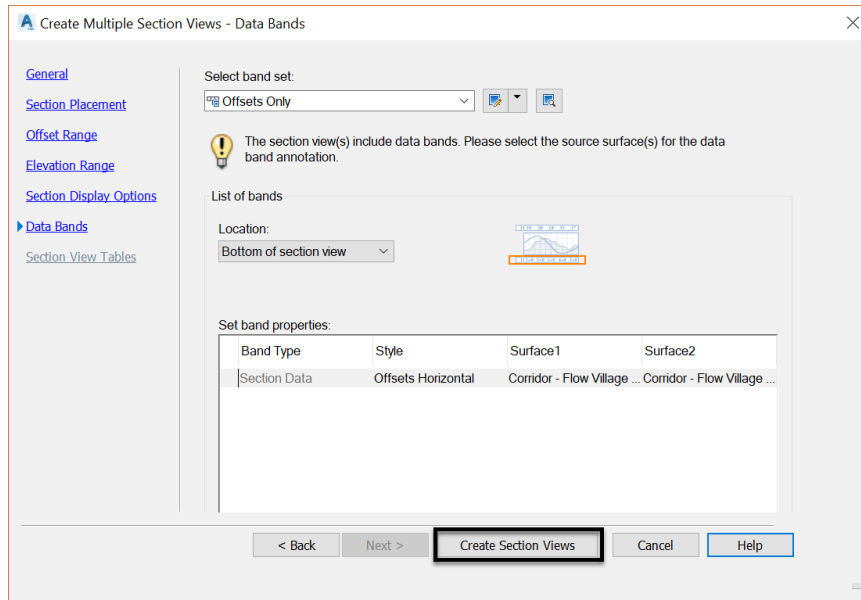 Create Multiple Section Views - Data Bands
General
Section Placement
Offset Range
Elevation Range
Section Display Options
Data Bands
Section View Tables
Select band set:
Offsets Only
The section view(s) include data bands. Please select the source surface(s) for the data
band annotation.
List of bands
Location:
Bottom of section view
Set band properties:
Band Type Style Surface1 Surface2
Section Data Offsets Horizontal Corridor - Flow Village ... Corridor - Flow Village ...
< Back Next > Create Section Views Cancel Help